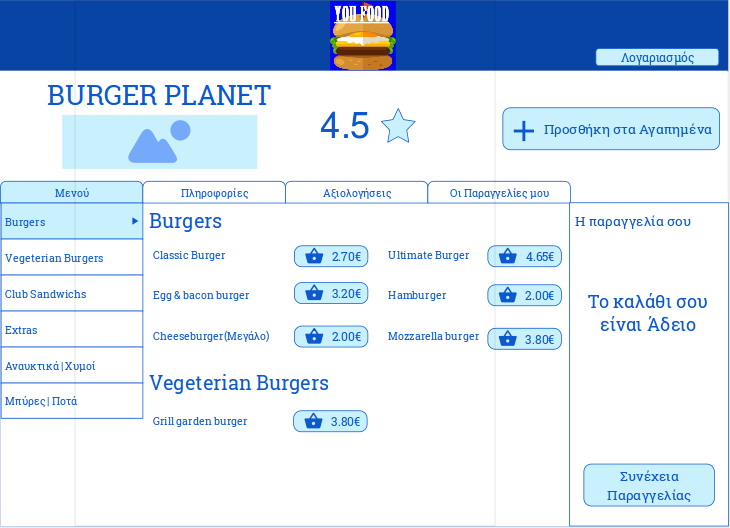 YOU FOOD
Λογαριασμός
BURGER PLANET
4.5
Προσθήκη στα Αγαπημένα
Μενού
Πληροφορίες
Αξιολογήσεις
Οι Παραγγελίες μου
Burgers
Vegeterian Burgers
Club Sandwichs
Extras
Αναυκτικά | Χυμοί
Μπύρες | Ποτά
Burgers
Classic Burger 2.70€
Ultimate Burger 4.65€
Egg & bacon burger 3.20€
Hamburger 2.00€
Cheeseburger(Μεγάλο) 2.00€
Mozzarella burger 3.80€
Vegeterian Burgers
Grill garden burger 3.80€
Η παραγγελία σου
Το καλάθι σου
είναι Άδειο
Συνέχεια
Παραγγελίας